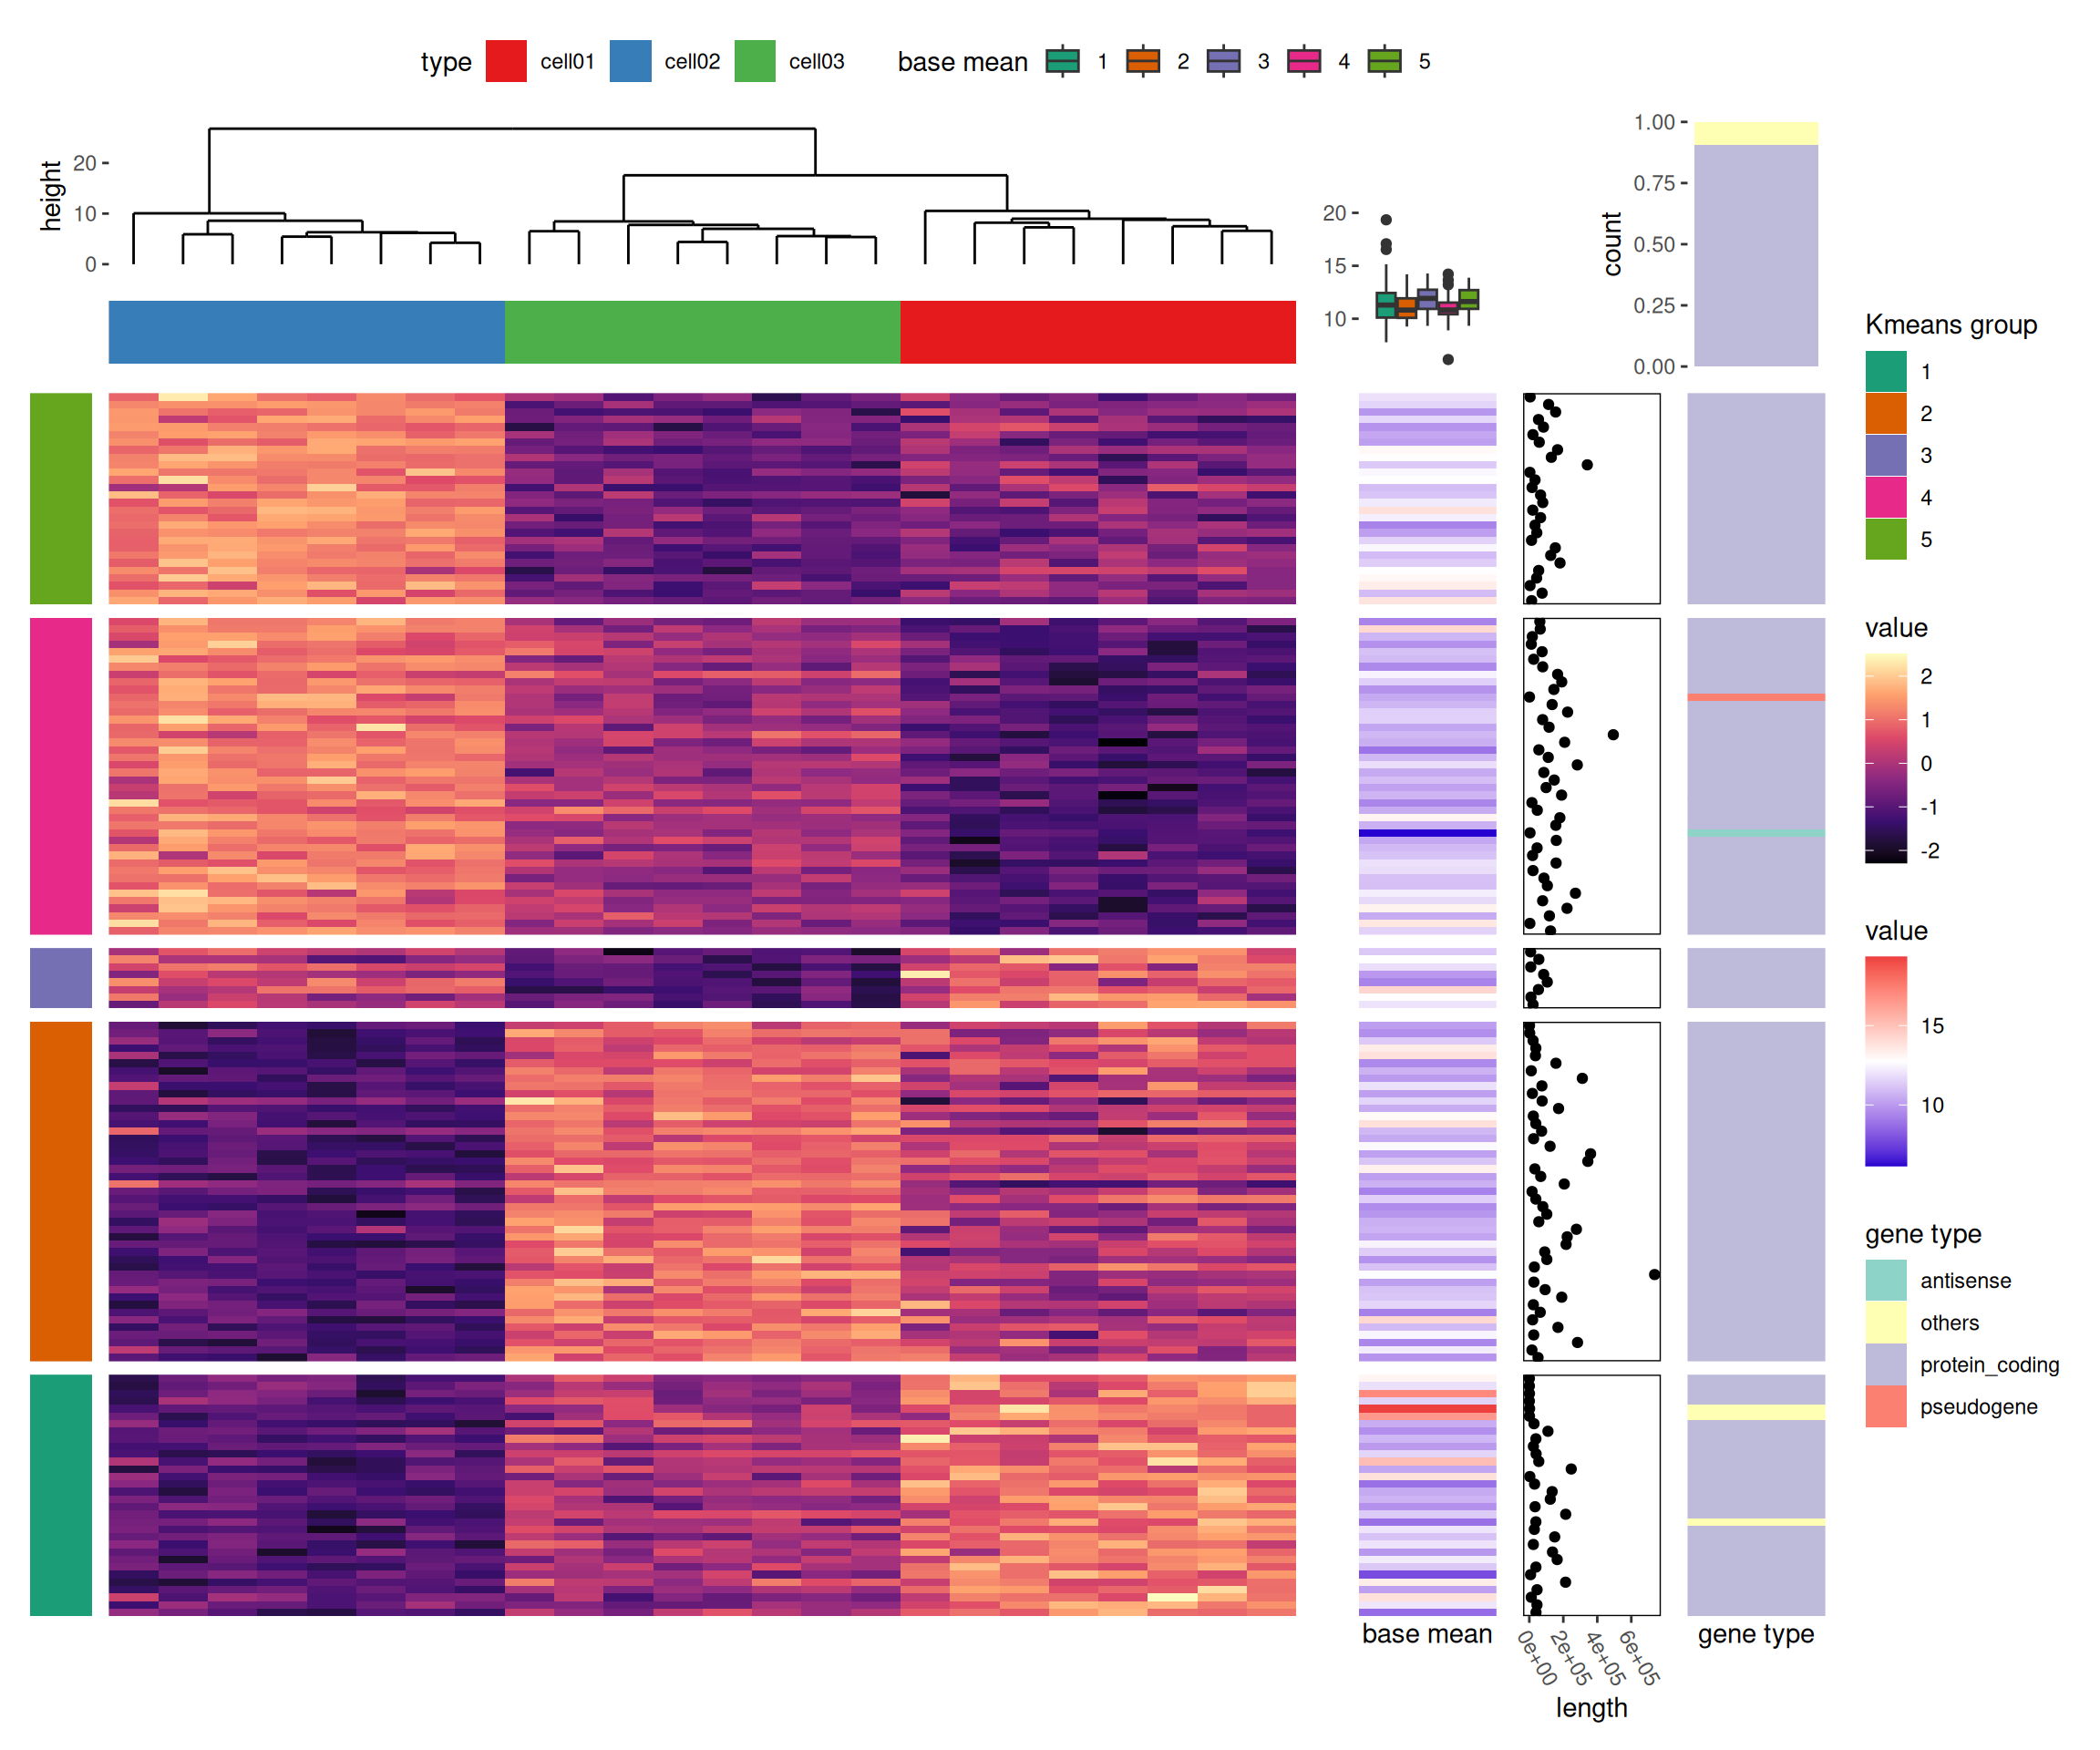 type cell01 cell02 cell03 base mean 1 2 3 4 5
height
20
10
0
20
15
10
count
1.00
0.75
0.50
0.25
0.00
Kmeans group
1
2
3
4
5
value
2
1
0
-1
-2
value
15
10
gene type
antisense
others
protein_coding
pseudogene
base mean
0e+00 2e+05 4e+05 6e+05
length
gene type